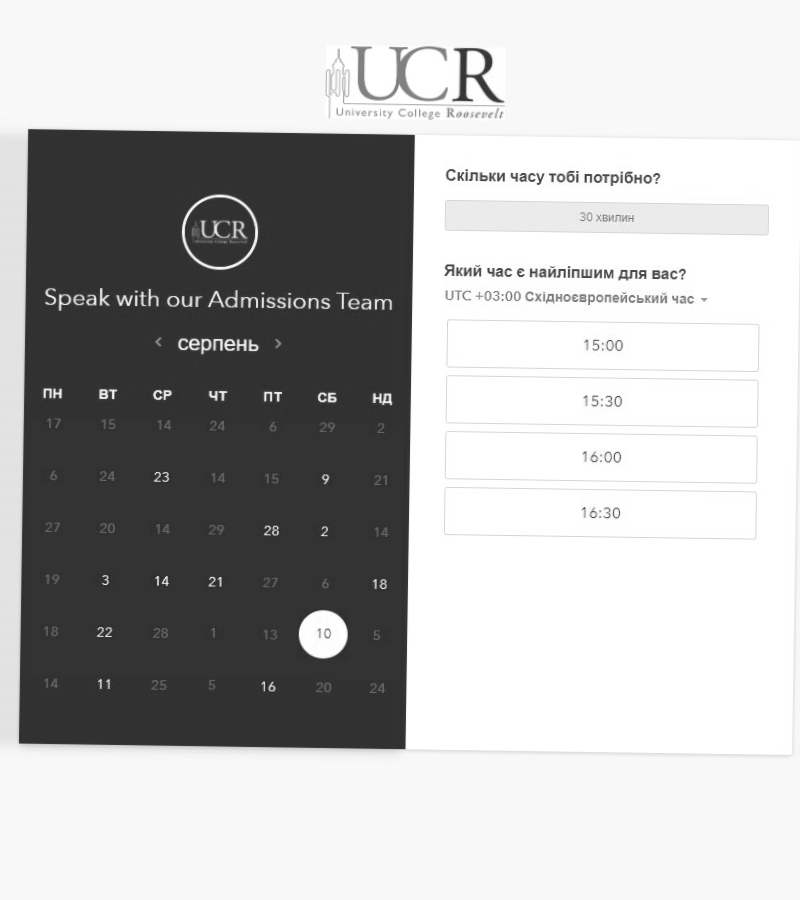 UCR
University College Roosevelt
UCR
University College Roosevelt
Speak with our Admissions Team
серпень
ПН ВТ СР ЧТ ПТ СБ НД
17 15 14 24 6 29 2
6 24 23 14 15 9 21
27 20 14 29 28 2 14
19 3 14 21 27 6 18
18 22 28 1 13 10 5
14 11 25 5 16 20 24
Скільки часу тобі потрібно?
30 хвилин
Який час є найліпшим для вас?
UTC +03:00 Східноєвропейський час
15:00
15:30
16:00
16:30